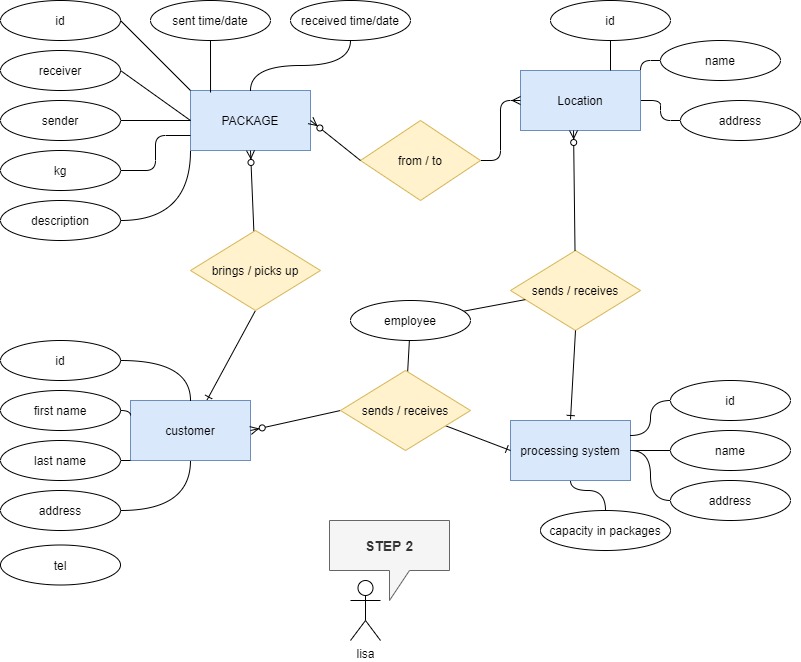 id
sent time/date
received time/date
id
receiver
name
sender
PACKAGE
Location
address
kg
from / to
description
brings / picks up
sends / receives
employee
id
first name
customer
sends / receives
id
last name
processing system
name
address
address
capacity in packages
STEP 2
tel
lisa